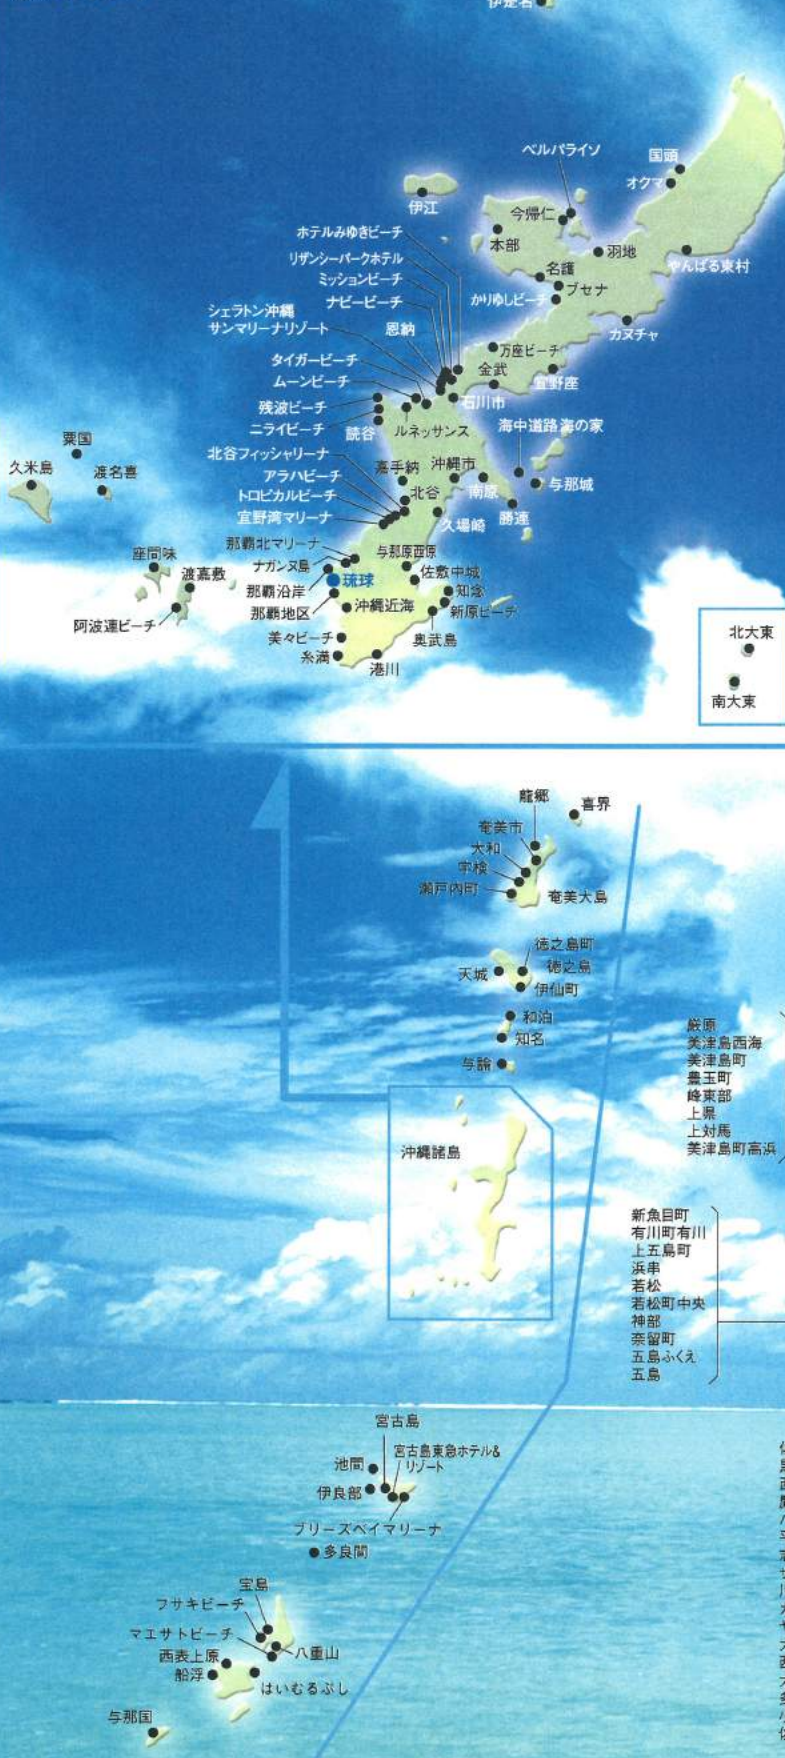 ベルパライソ
国頭
オクマ
伊江
今帰仁
本部
羽地
やんばる東村
名護
ブセナ
かりゆしビーチ
カヌチャ
ホテルみゆきビーチ
リザンシーパークホテル
ミッションビーチ
ナビービーチ
シェラトン沖縄
サンマリーナリゾート
恩納
万座ビーチ
金武
宜野座
タイガービーチ
ムーンビーチ
残波ビーチ
ニライビーチ
読谷
ルネッサンス
石川市
海中道路海の家
北谷フィッシャリーナ
アラハビーチ
トロピカルビーチ
宜野湾マリーナ
嘉手納
沖縄市
北谷
南原
与那城
勝連
久場崎
粟国
久米島
渡名喜
座間味
渡嘉敷
阿波連ビーチ
那覇北マリーナ
ナガンヌ島
琉球
那覇沿岸
那覇地区
与那原西原
佐敷中城
知念
新原ビーチ
沖縄近海
奥武島
美々ビーチ
糸満
港川
北大東
南大東
龍郷
喜界
奄美市
大和
宇検
瀬戸内町
奄美大島
徳之島町
天城
徳之島
伊仙町
和泊
知名
与論
沖縄諸島
厳原
美津島西海
美津島町
豊玉町
峰東部
上県
上対馬
美津島町高浜
新魚目町
有川町有川
上五島町
浜串
若松
若松町中央
神部
奈留町
五島ふくえ
五島
宮古島
宮古島東急ホテル&
リゾート
池間
伊良部
ブリーズベイマリーナ
多良間
宝島
フサキビーチ
マエサトビーチ
西表上原
八重山
船浮
はいむるぶし
与那国